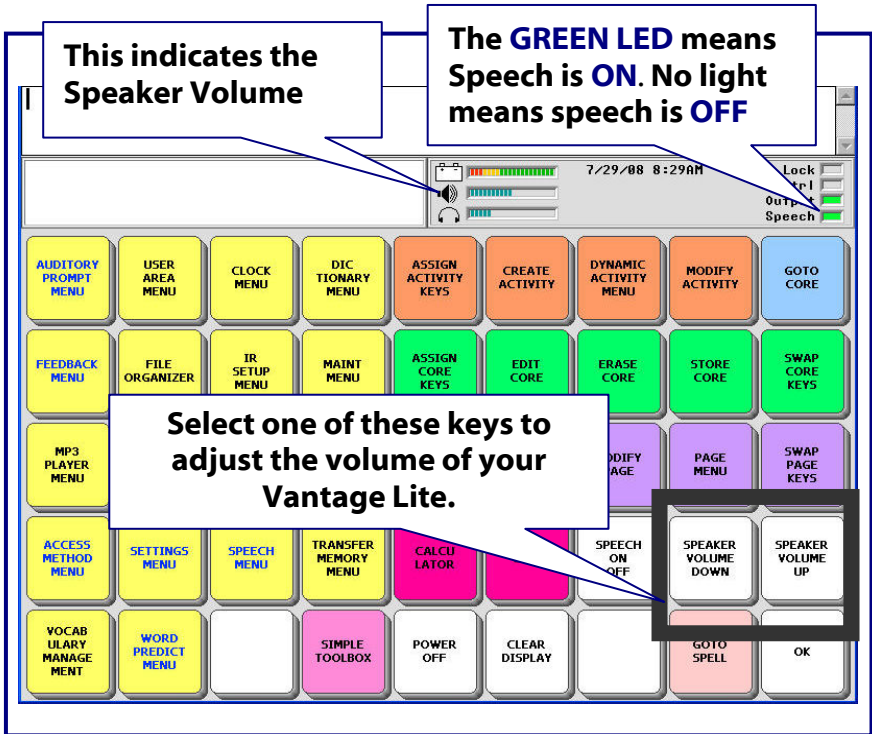 This indicates the
Speaker Volume
The GREEN LED means
Speech is ON. No light
means speech is OFF
7/29/08 8:29AM
Lock
Output
Speech
AUDITORY
PROMPT
MENU
USER
AREA
MENU
CLOCK
MENU
DIC
TIONARY
MENU
ASSIGN
ACTIVITY
KEYS
CREATE
ACTIVITY
DYNAMIC
ACTIVITY
MENU
MODIFY
ACTIVITY
GOTO
CORE
FEEDBACK
MENU
FILE
ORGANIZER
IR
SETUP
MENU
MAINT
MENU
ASSIGN
CORE
KEYS
EDIT
CORE
ERASE
CORE
STORE
CORE
SWAP
CORE
KEYS
Select one of these keys to
adjust the volume of your
Vantage Lite.
MP3
PLAYER
MENU
PAGE
MENU
SWAP
PAGE
KEYS
ACCESS
METHOD
MENU
SETTINGS
MENU
SPEECH
MENU
TRANSFER
MEMORY
MENU
CALCU
LATOR
SPEECH
ON
OFF
SPEAKER
VOLUME
DOWN
SPEAKER
VOLUME
UP
VOCAB
ULARY
MANAGE
MENT
WORD
PREDICT
MENU
SIMPLE
TOOLBOX
POWER
OFF
CLEAR
DISPLAY
GOTO
SPELL
OK